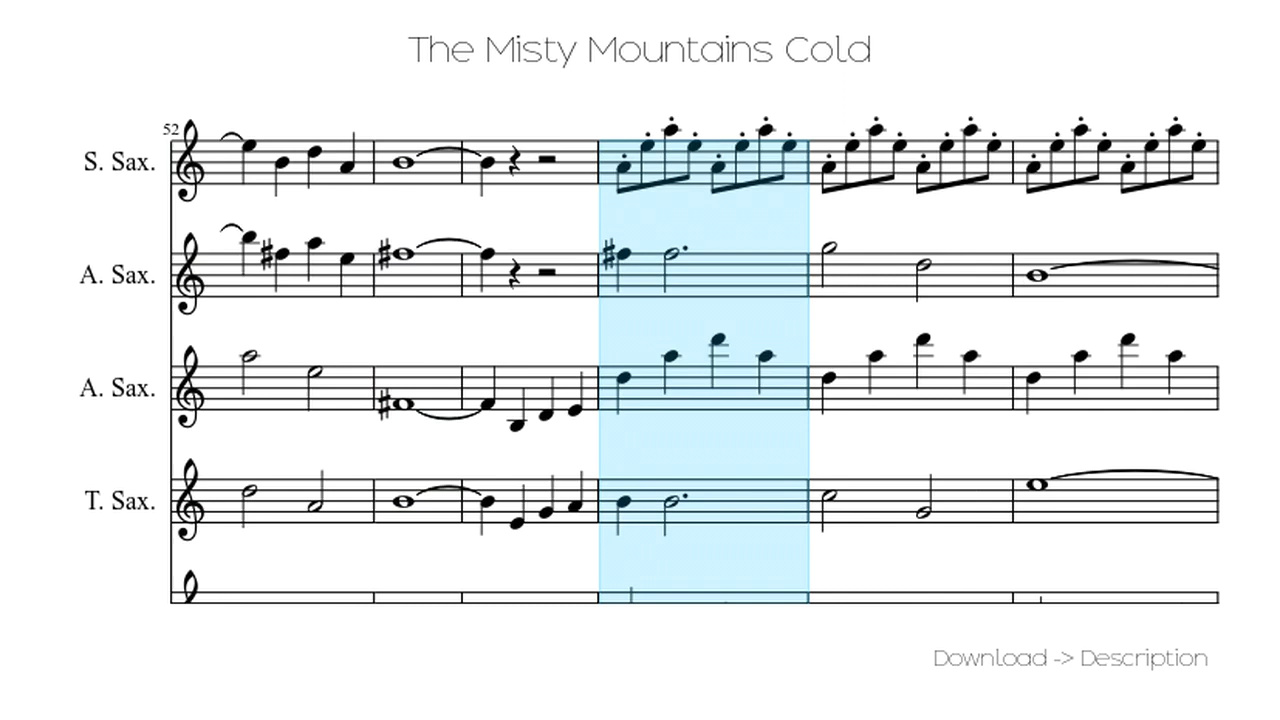 The Misty Mountains Cold
52
S. Sax.
A. Sax.
A. Sax.
T. Sax.
Download -> Description